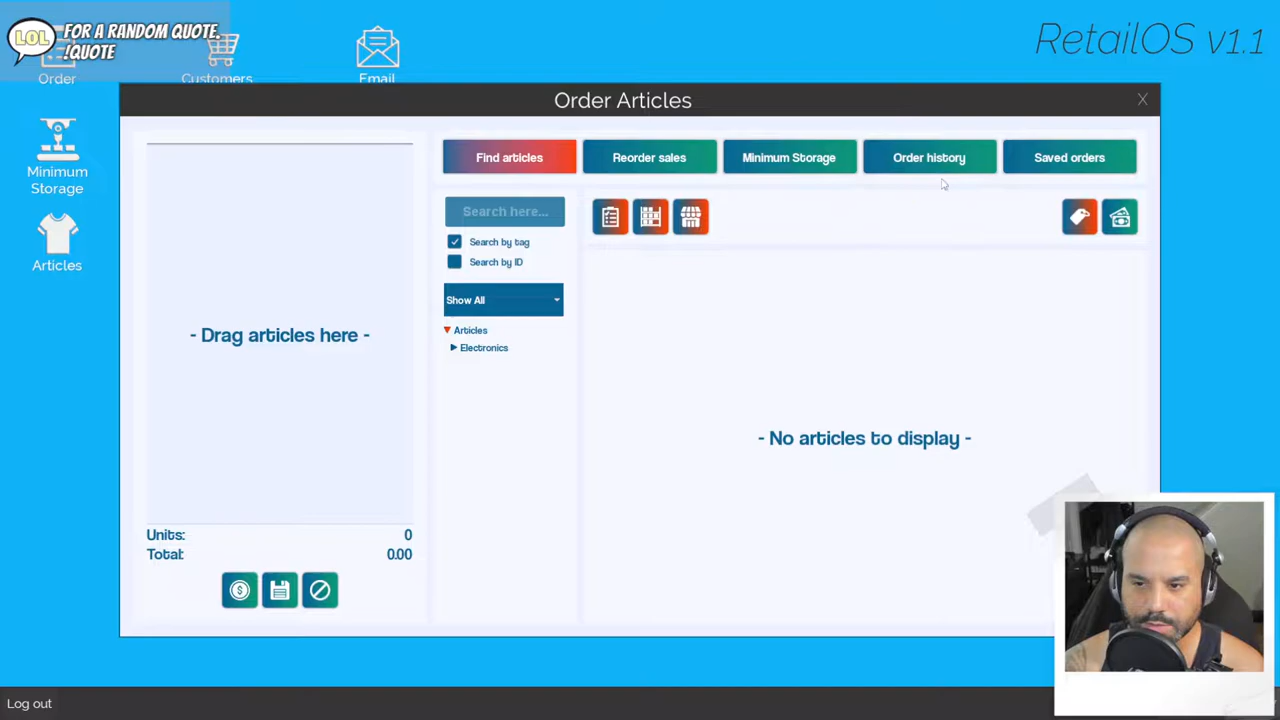 LOL
FOR A RANDOM QUOTE.
!QUOTE
Order
Customers
Email
RetailOS v1.1
Minimum
Storage
Articles
Order Articles
X
Find articles
Reorder sales
Minimum Storage
Order history
Saved orders
Search here...
Search by tag
Search by ID
Show All
Articles
Electronics
- Drag articles here -
- No articles to display -
Units: 0
Total: 0.00
Log out